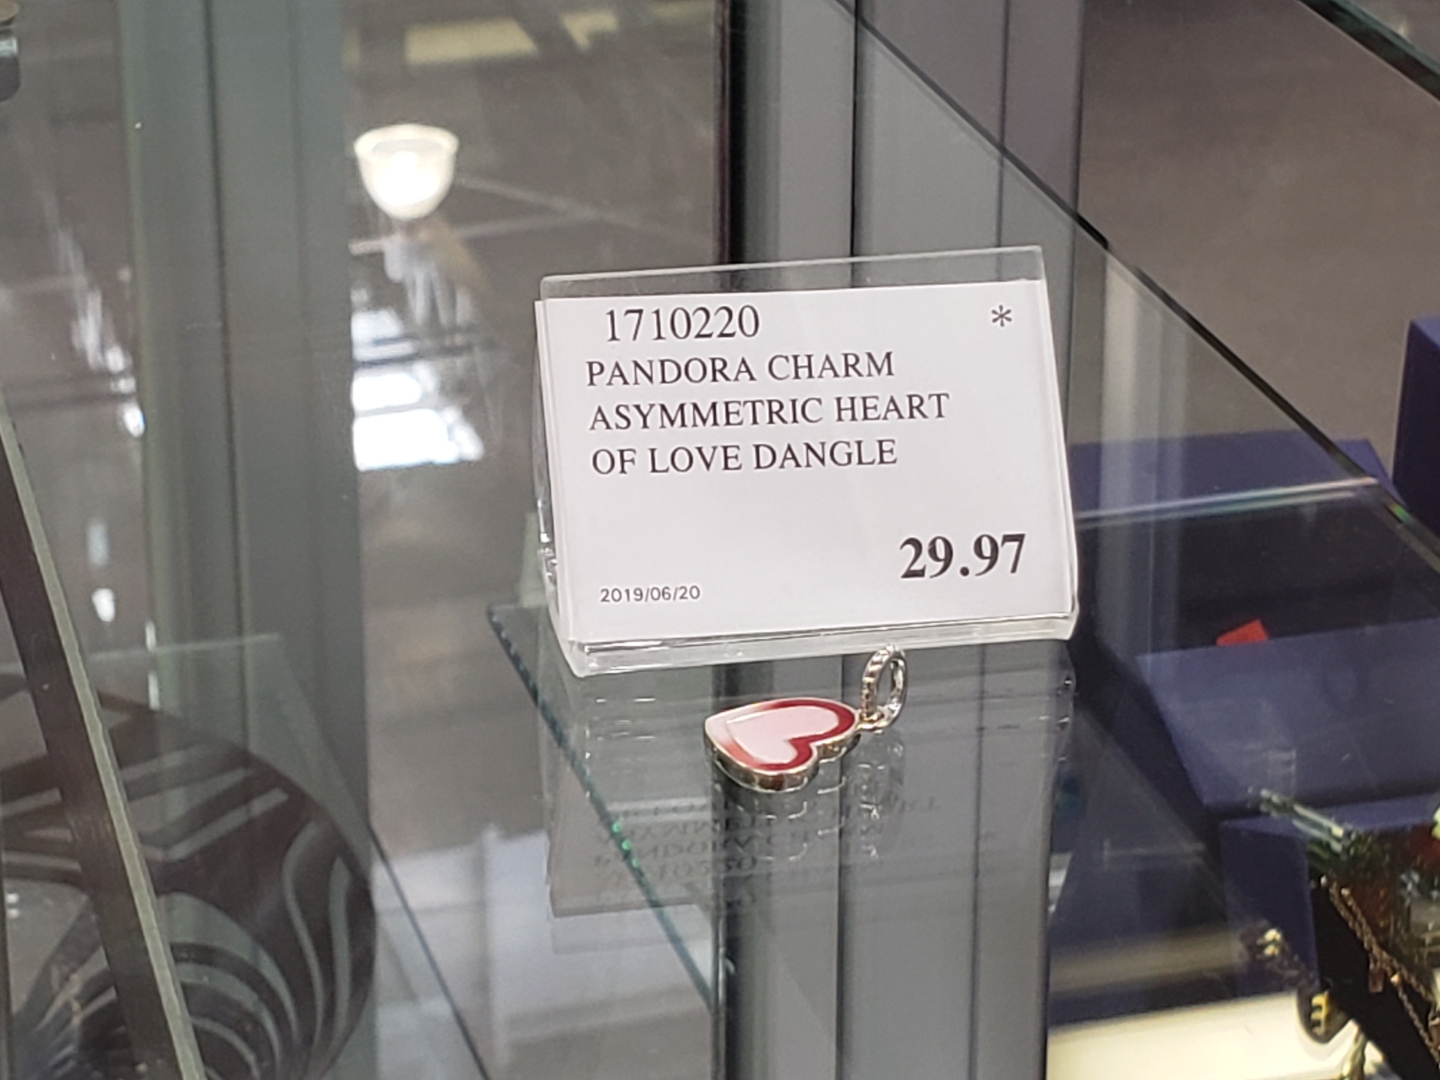 1710220 *
PANDORA CHARM
ASYMMETRIC HEART
OF LOVE DANGLE
29.97
2019/06/20